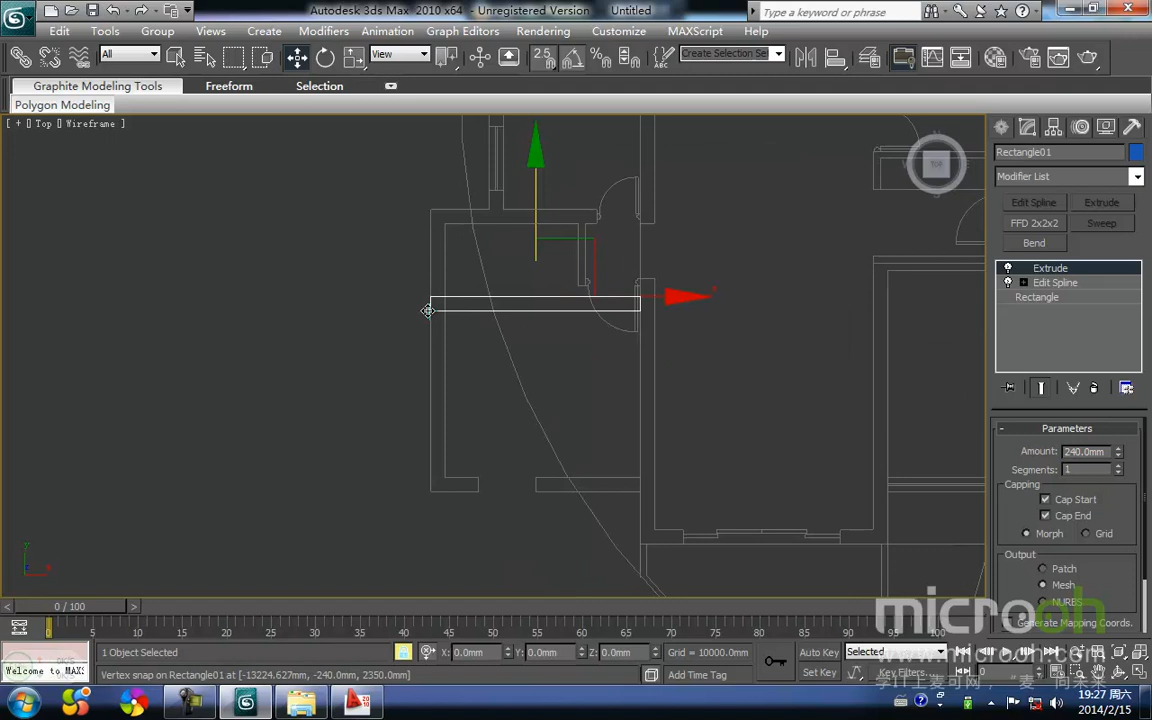 Autodesk 3ds Max 2010 x64 - Unregistered Version Untitled
Type a keyword or phrase
Edit Tools Group Views Create Modifiers Animation Graph Editors Rendering Customize MAXScript Help
All View 2.5 Create Selection Se
Graphite Modeling Tools Freeform Selection
Polygon Modeling
[ + [] Top [] Wireframe ]
TOP
Rectangle01
Modifier List
Edit Spline Extrude
FFD 2x2x2 Sweep
Bend
Extrude
Edit Spline
Rectangle
Parameters
Amount: 240.0mm
Segments: 1
Capping
Cap Start
Cap End
Morph Grid
Output
Patch
Mesh
NURBS
Generate Mapping Coords.
microoh
www.microoh.com
0 / 100
0 5 10 15 20 25 30 35 40 45 50 55 60 65 70 75 80 85 90 95 100
1 Object Selected X: 0.0mm Y: 0.0mm Z: 0.0mm Grid = 10000.0mm Auto Key Selected
Welcome to MAX: Vertex snap on Rectangle01 at [-13224.627mm, -240.0mm, 2350.0mm] Add Time Tag Set Key Key Filters... 0
19:27 周六
2014/2/15